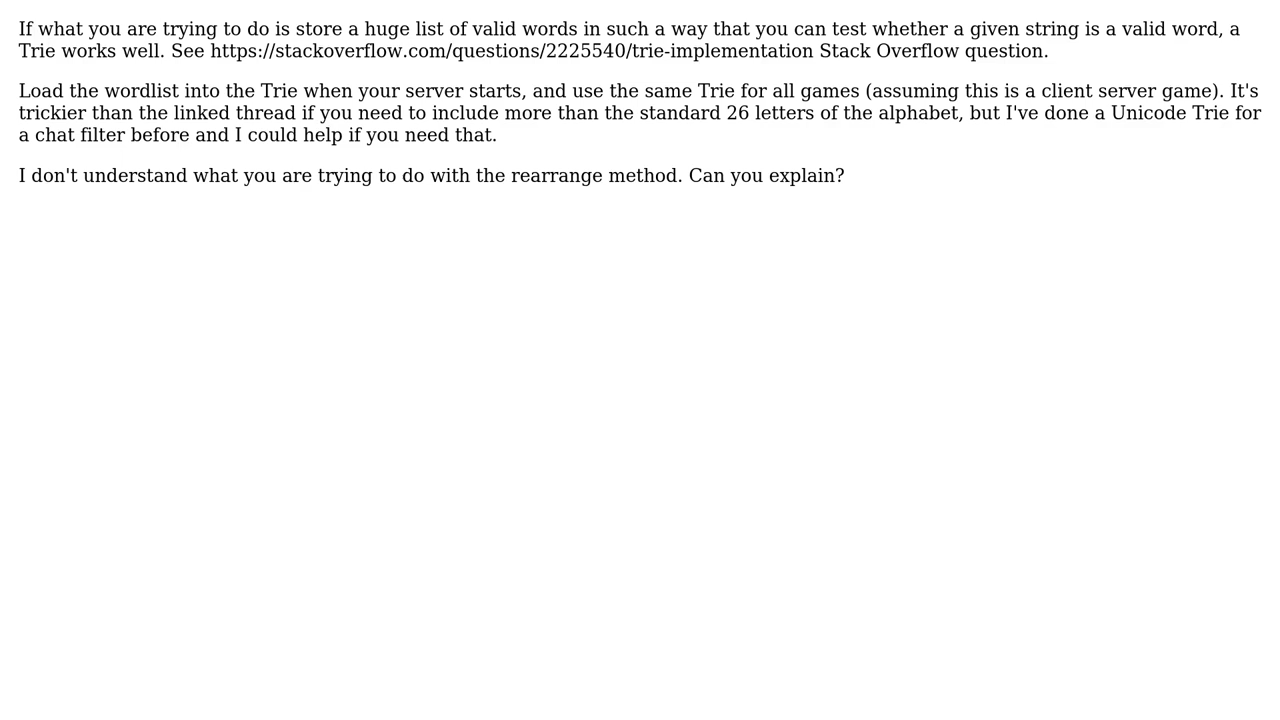 If what you are trying to do is store a huge list of valid words in such a way that you can test whether a given string is a valid word, a
Trie works well. See https://stackoverflow.com/questions/2225540/trie-implementation Stack Overflow question.
Load the wordlist into the Trie when your server starts, and use the same Trie for all games (assuming this is a client server game). It's
trickier than the linked thread if you need to include more than the standard 26 letters of the alphabet, but I've done a Unicode Trie for
a chat filter before and I could help if you need that.
I don't understand what you are trying to do with the rearrange method. Can you explain?